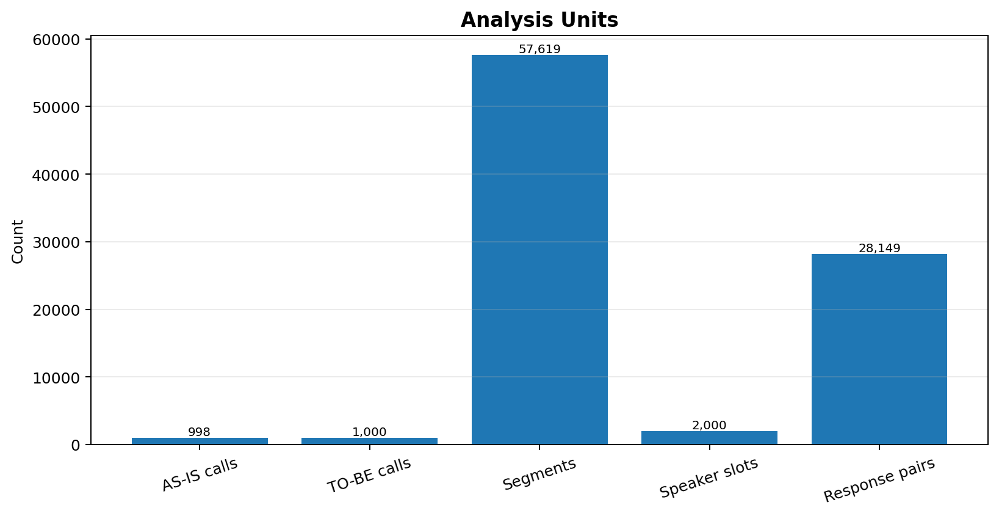 Analysis Units
Count
60000
50000
40000
30000
20000
10000
0
998
1,000
57,619
2,000
28,149
AS-IS calls
TO-BE calls
Segments
Speaker slots
Response pairs